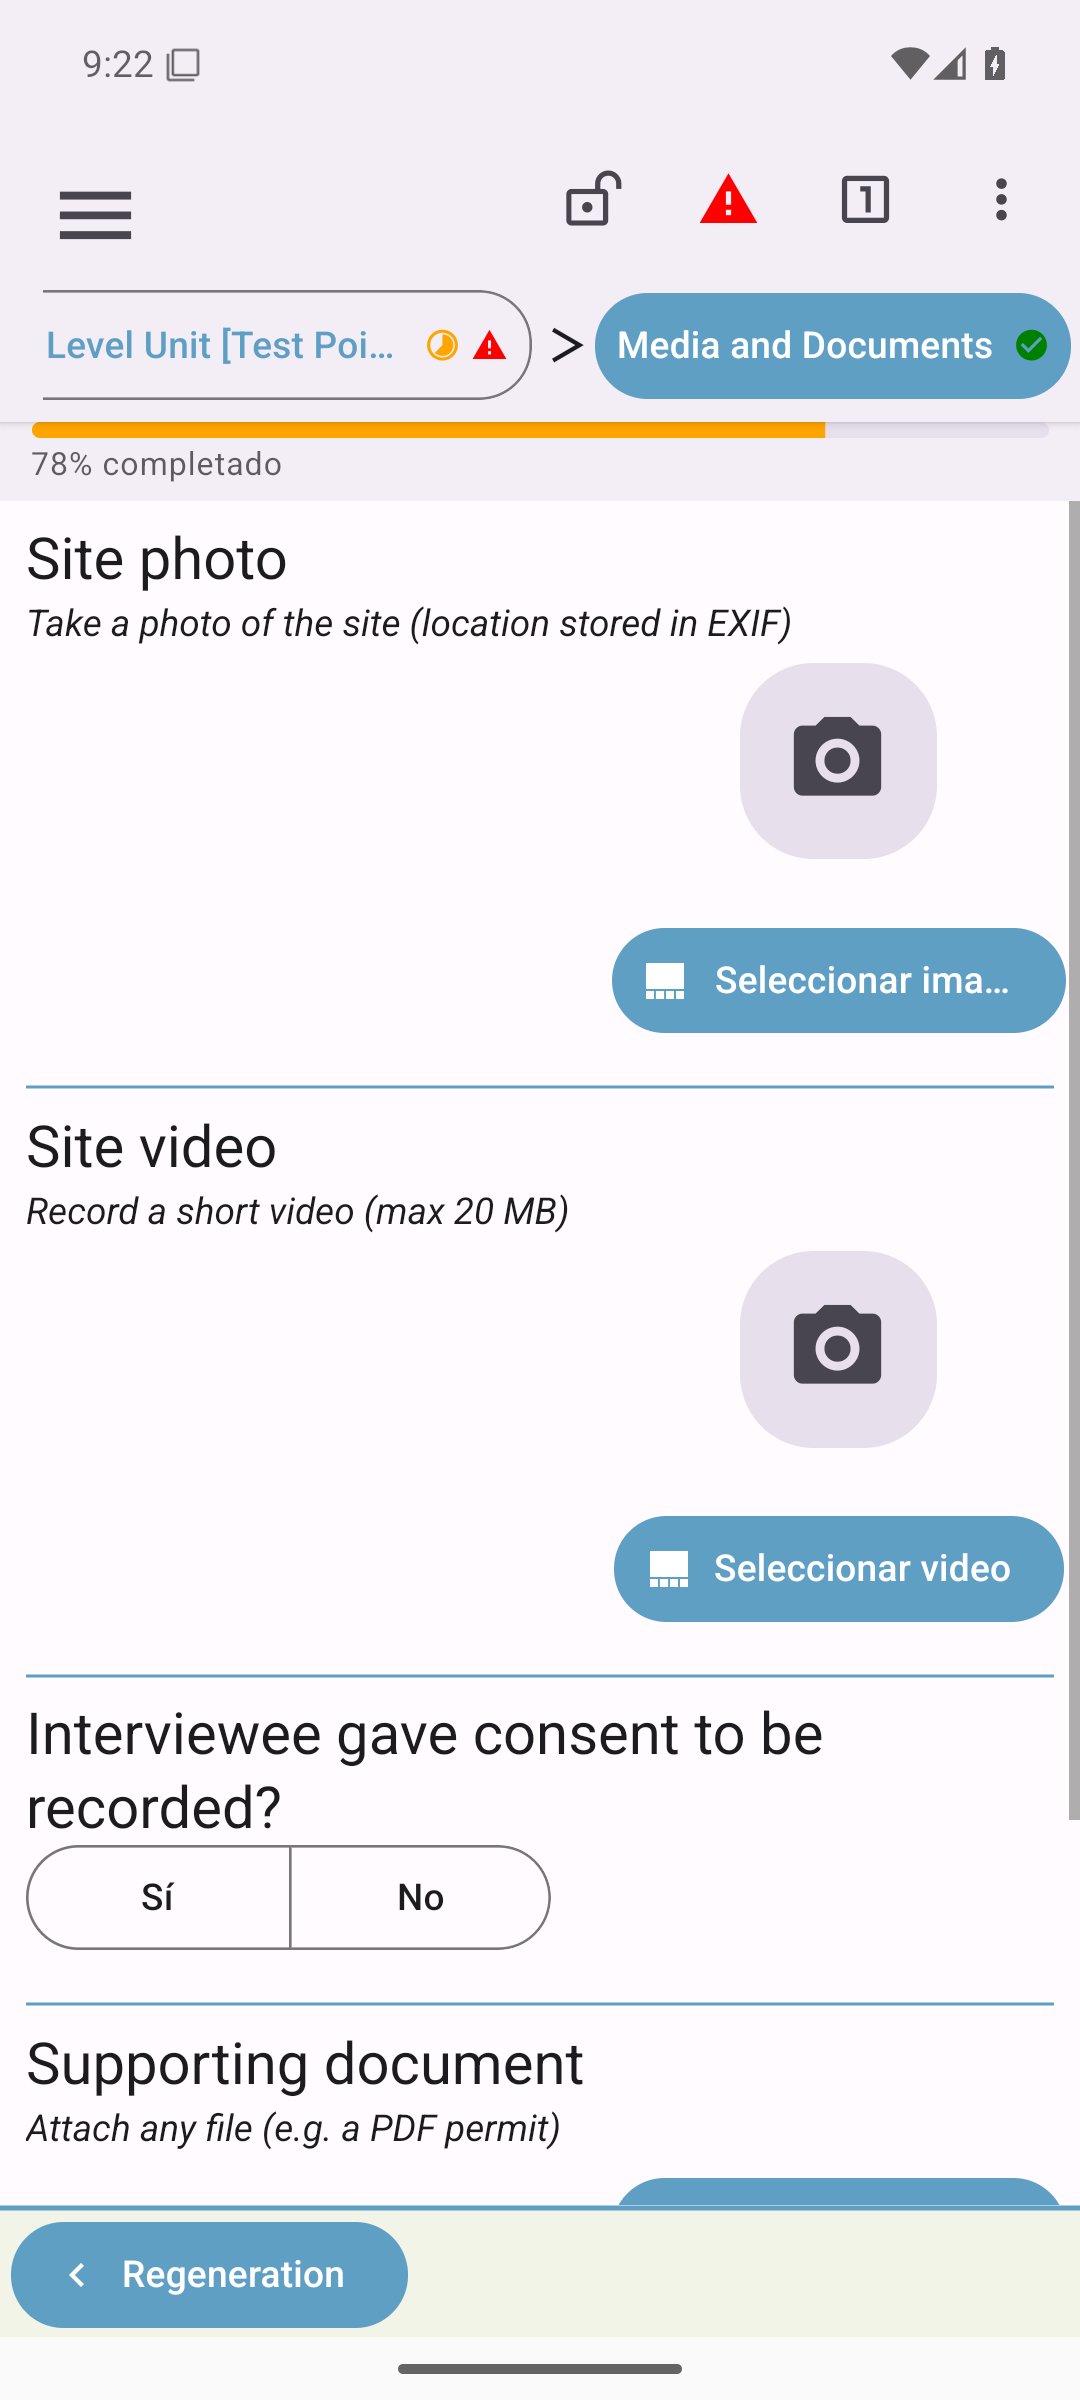 9:22
1
Level Unit [Test Poi...
>
Media and Documents
78% completado
Site photo
Take a photo of the site (location stored in EXIF)
Seleccionar ima...
Site video
Record a short video (max 20 MB)
Seleccionar video
Interviewee gave consent to be
recorded?
Sí
No
Supporting document
Attach any file (e.g. a PDF permit)
Regeneration